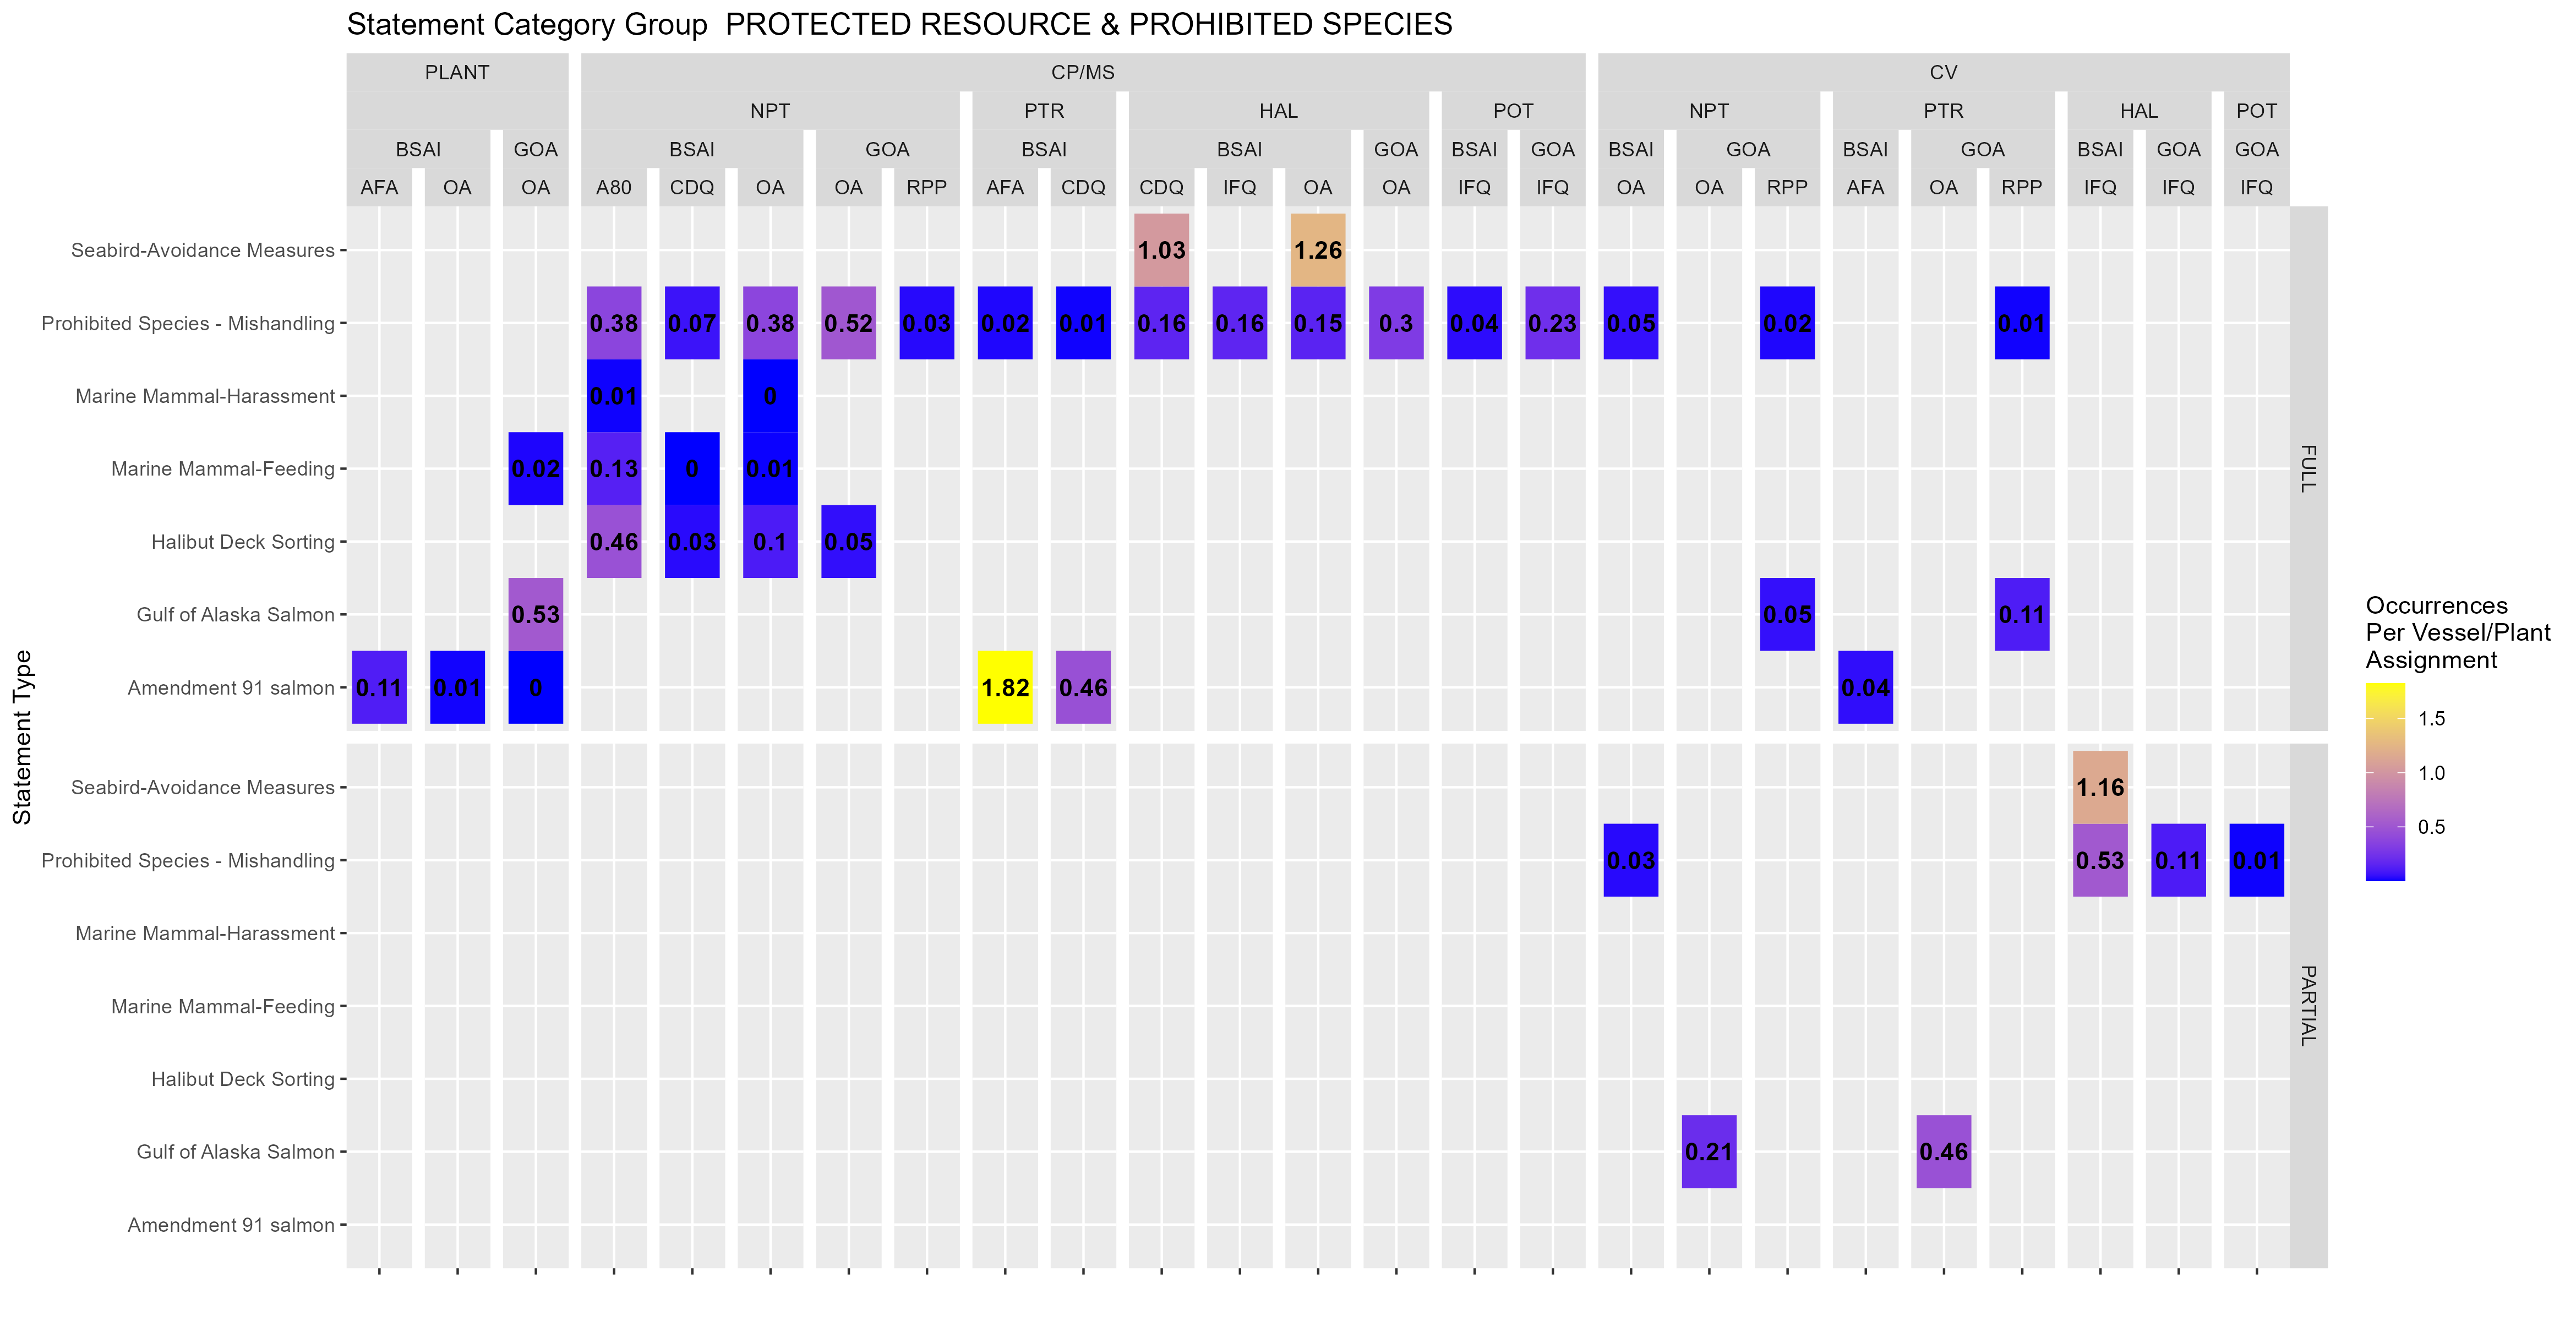 Statement Category Group  PROTECTED RESOURCE & PROHIBITED SPECIES
PLANT CP/MS CV
NPT PTR HAL POT NPT PTR HAL POT
BSAI GOA BSAI GOA BSAI BSAI GOA BSAI GOA BSAI GOA BSAI GOA BSAI GOA GOA
AFA OA OA A80 CDQ OA OA RPP AFA CDQ CDQ IFQ OA OA IFQ IFQ OA OA RPP AFA OA RPP IFQ IFQ IFQ
Seabird-Avoidance Measures 1.03 1.26
Prohibited Species - Mishandling 0.38 0.07 0.38 0.52 0.03 0.02 0.01 0.16 0.16 0.15 0.3 0.04 0.23 0.05 0.02 0.01
Marine Mammal-Harassment 0.01 0
Marine Mammal-Feeding 0.02 0.13 0 0.01
Halibut Deck Sorting 0.46 0.03 0.1 0.05
Gulf of Alaska Salmon 0.53 0.05 0.11
Amendment 91 salmon 0.11 0.01 0 1.82 0.46 0.04
FULL
Seabird-Avoidance Measures 1.16
Prohibited Species - Mishandling 0.03 0.53 0.11 0.01
Marine Mammal-Harassment
Marine Mammal-Feeding
Halibut Deck Sorting
Gulf of Alaska Salmon 0.21 0.46
Amendment 91 salmon
PARTIAL
Statement Type
Occurrences
Per Vessel/Plant
Assignment
1.5
1.0
0.5